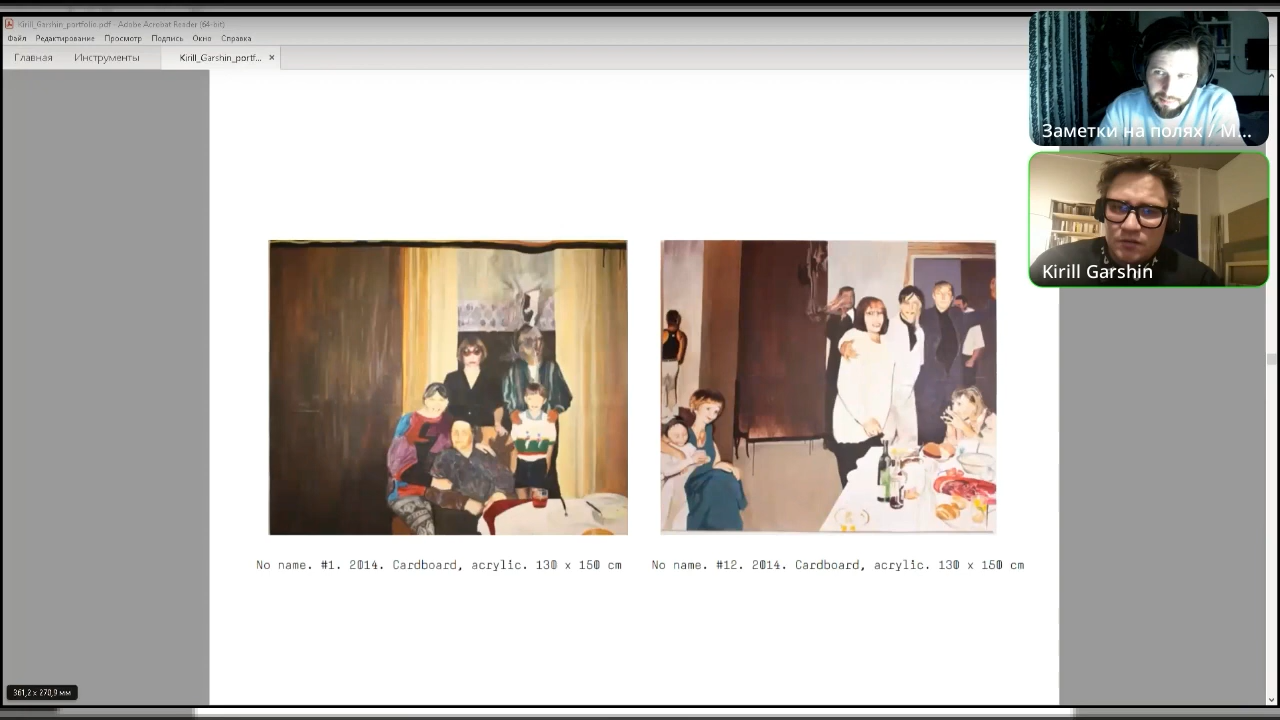 Kirill_Garshin_portfolio.pdf - Adobe Acrobat Reader (64-bit)
Файл Редактирование Просмотр Подпись Окно Справка
Главная Инструменты Kirill_Garshin_portf... ×
Заметки на полях / М...
Kirill Garshin
No name. #1. 2014. Cardboard, acrylic. 130 x 150 cm
No name. #12. 2014. Cardboard, acrylic. 130 x 150 cm
361,2 x 270,9 мм